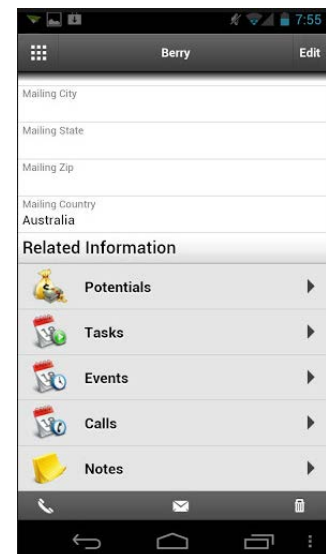 7:55
Berry
Edit
Mailing City
Mailing State
Mailing Zip
Mailing Country
Australia
Related Information
Potentials
Tasks
Events
Calls
Notes